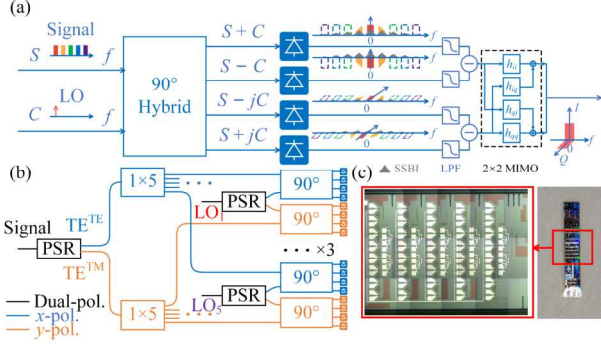 (a)
Signal
S
f
LO
C
f
90°
Hybrid
S + C
S − C
S − jC
S + jC
0
f
0
f
0
f
0
f
SSBI
LPF
h_ii
h_iq
h_qi
h_qq
2×2 MIMO
I
Q
0
(b)
Signal
PSR
TE^TE
TE^TM
1×5
1×5
LO
PSR
90°
90°
×3
LO_5
PSR
90°
90°
Dual-pol.
x-pol.
y-pol.
(c)